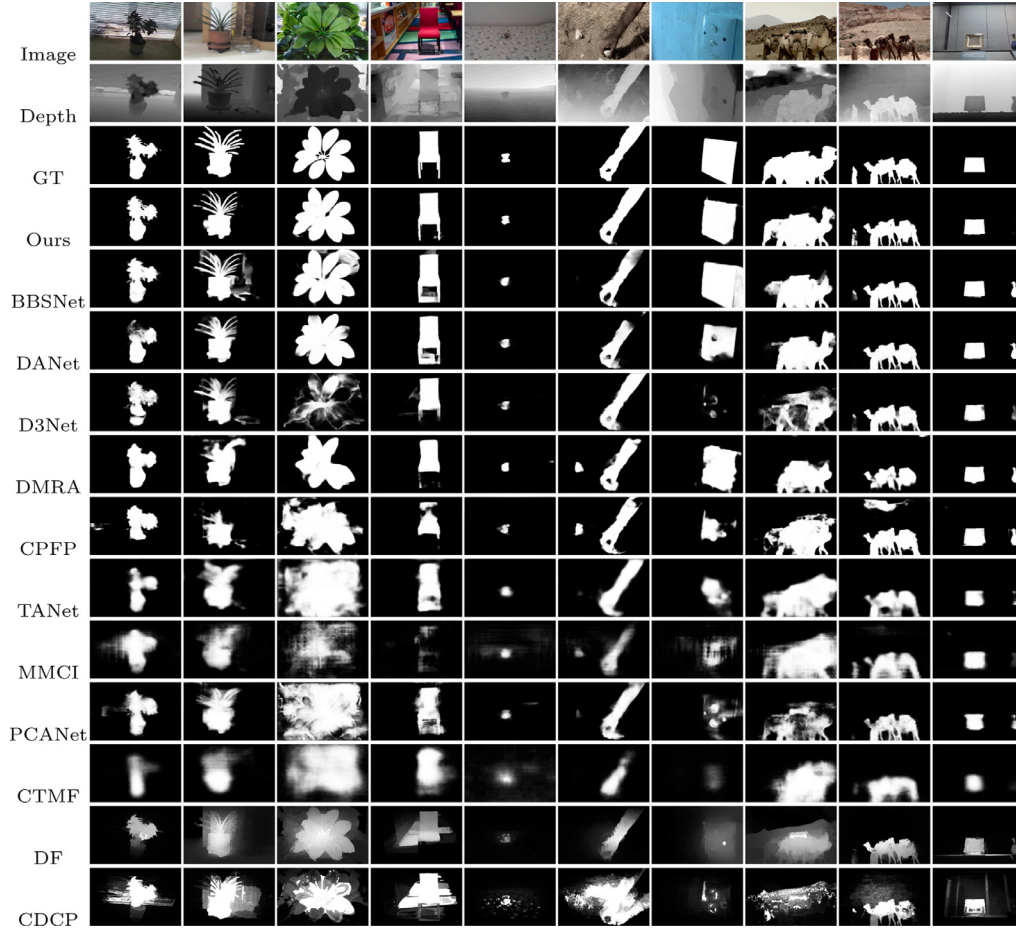 Image
Depth
GT
Ours
BBSNet
DANet
D3Net
DMRA
CPFP
TANet
MMCI
PCANet
CTMF
DF
CDCP